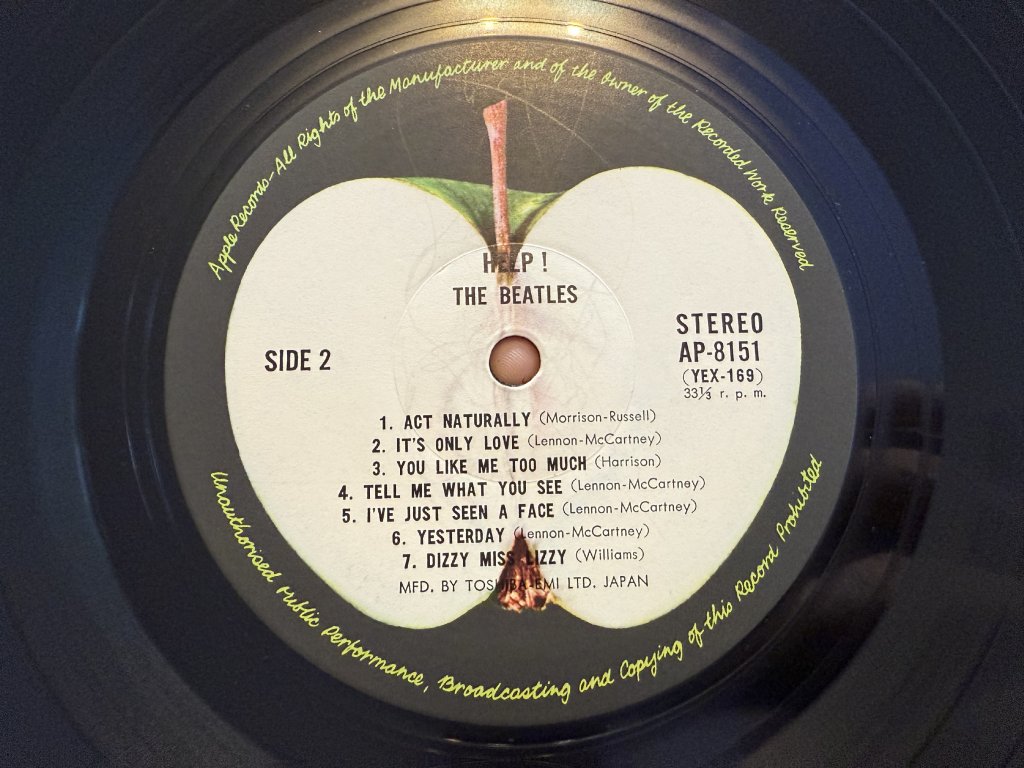 Apple Records–All Rights of the Manufacturer and of the Owner of the Recorded Work Reserved
HELP !
THE BEATLES
SIDE 2
STEREO
AP-8151
(YEX-169)
33⅓ r. p. m.
1. ACT NATURALLY (Morrison-Russell)
2. IT'S ONLY LOVE (Lennon-McCartney)
3. YOU LIKE ME TOO MUCH (Harrison)
4. TELL ME WHAT YOU SEE (Lennon-McCartney)
5. I'VE JUST SEEN A FACE (Lennon-McCartney)
6. YESTERDAY (Lennon-McCartney)
7. DIZZY MISS LIZZY (Williams)
MFD. BY TOSHIBA-EMI LTD. JAPAN
Unauthorised Public Performance, Broadcasting and Copying of this Record Prohibited